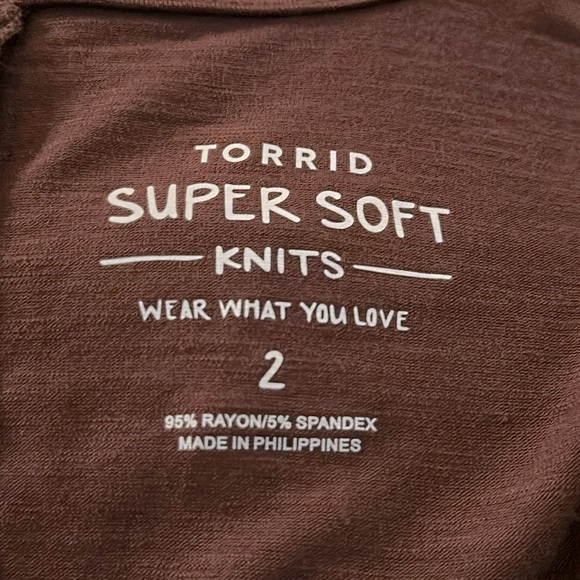 TORRID
SUPER SOFT
KNITS
WEAR WHAT YOU LOVE
2
95% RAYON/5% SPANDEX
MADE IN PHILIPPINES